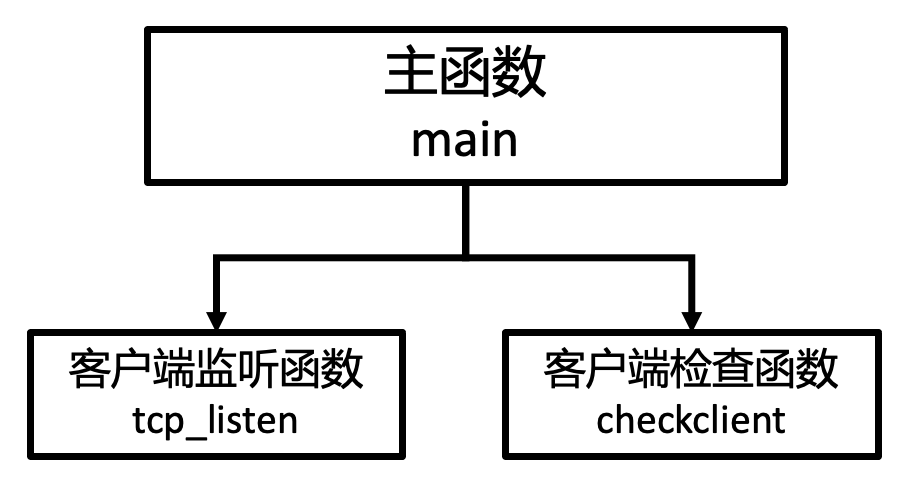 主函数
main
客户端监听函数
tcp_listen
客户端检查函数
checkclient